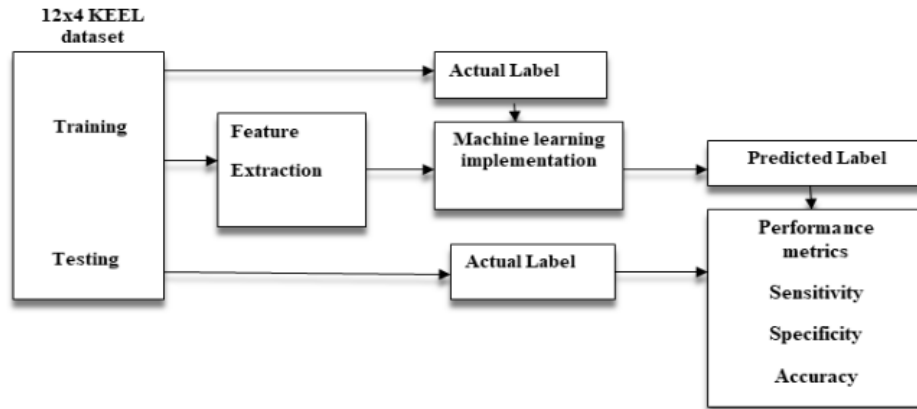 12x4 KEEL
dataset
Training
Testing
Feature
Extraction
Actual Label
Machine learning
implementation
Actual Label
Predicted Label
Performance
metrics
Sensitivity
Specificity
Accuracy